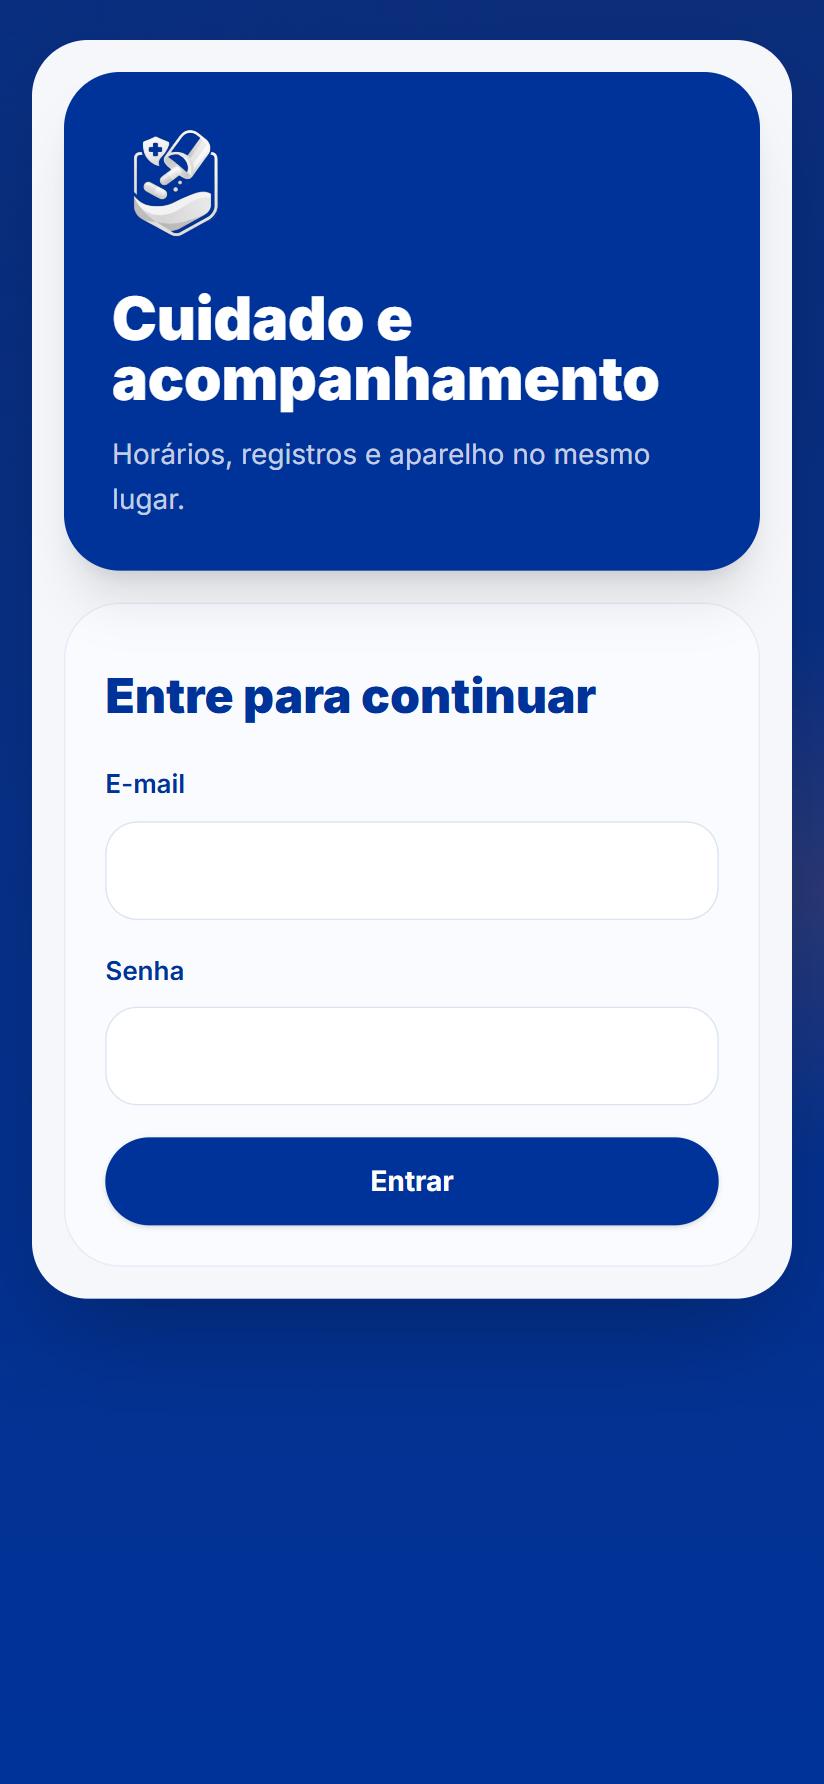 Cuidado e
acompanhamento
Horários, registros e aparelho no mesmo
lugar.
Entre para continuar
E-mail
Senha
Entrar